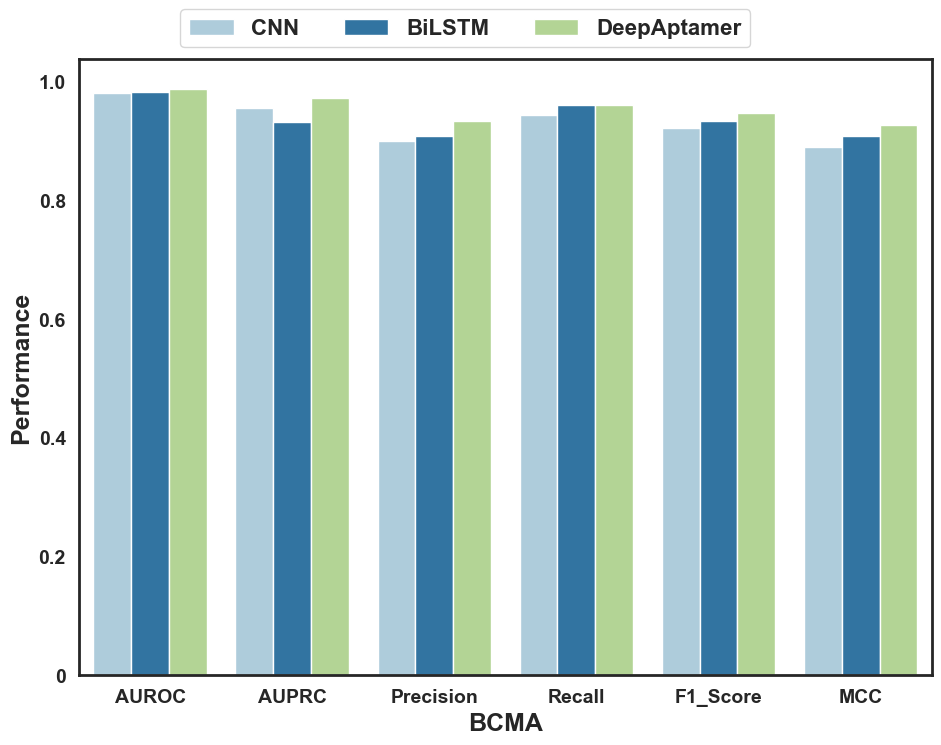 CNN BiLSTM DeepAptamer
1.0
0.8
0.6
0.4
0.2
0
Performance
AUROC AUPRC Precision Recall F1_Score MCC
BCMA